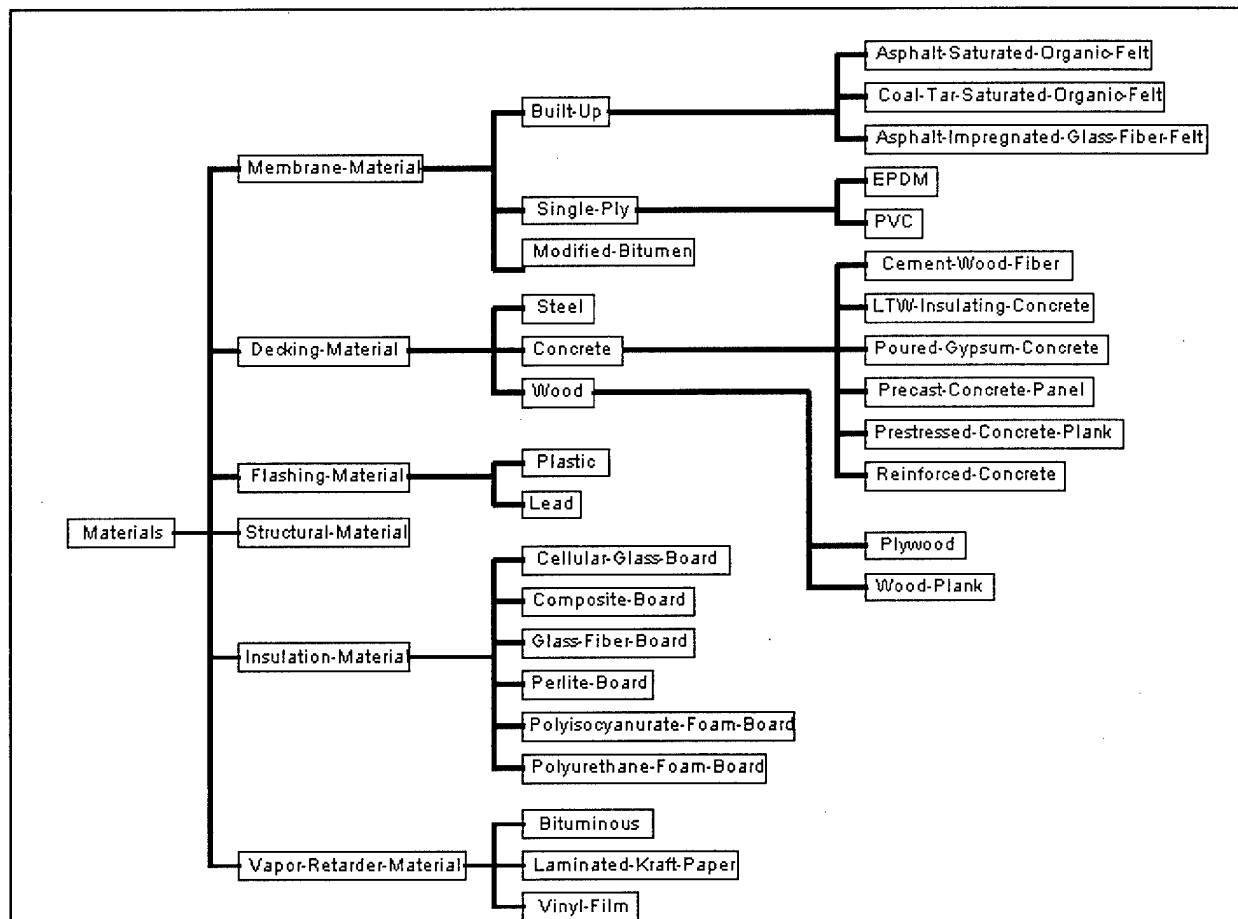 Asphalt-Saturated-Organic-Felt
Built-Up
Coal-Tar-Saturated-Organic-Felt
Asphalt-Impregnated-Glass-Fiber-Felt
Membrane-Material
EPDM
Single-Ply
PVC
Modified-Bitumen
Cement-Wood-Fiber
Steel
LTW-Insulating-Concrete
Decking-Material
Concrete
Poured-Gypsum-Concrete
Wood
Precast-Concrete-Panel
Prestressed-Concrete-Plank
Plastic
Flashing-Material
Reinforced-Concrete
Lead
Materials
Structural-Material
Plywood
Cellular-Glass-Board
Wood-Plank
Composite-Board
Glass-Fiber-Board
Insulation-Material
Perlite-Board
Polyisocyanurate-Foam-Board
Polyurethane-Foam-Board
Bituminous
Vapor-Retarder-Material
Laminated-Kraft-Paper
Vinyl-Film